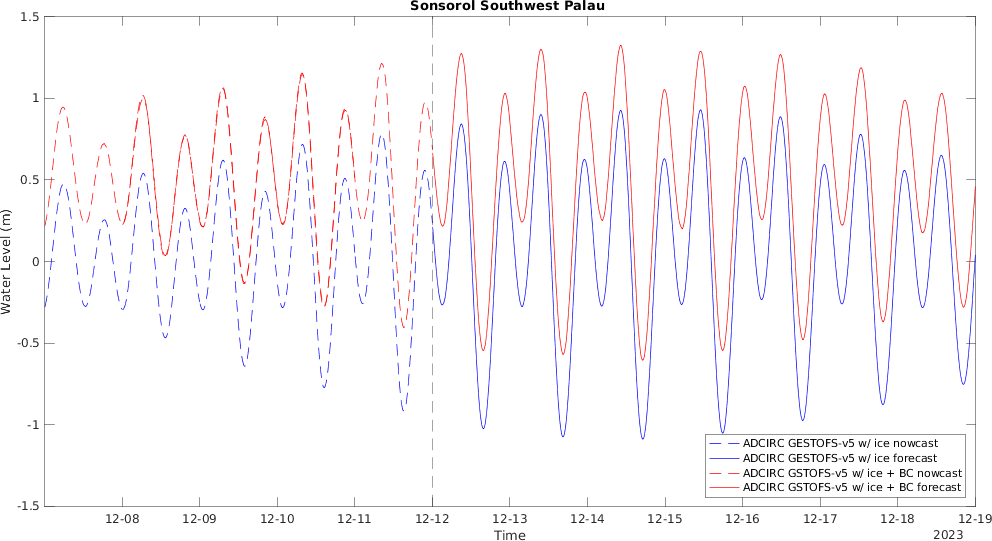 Sonsorol Southwest Palau
1.5
1
0.5
0
-0.5
-1
-1.5
Water Level (m)
12-08
12-09
12-10
12-11
12-12
12-13
12-14
12-15
12-16
12-17
12-18
12-19
Time
2023
ADCIRC GESTOFS-v5 w/ ice nowcast
ADCIRC GESTOFS-v5 w/ ice forecast
ADCIRC GSTOFS-v5 w/ ice + BC nowcast
ADCIRC GSTOFS-v5 w/ ice + BC forecast